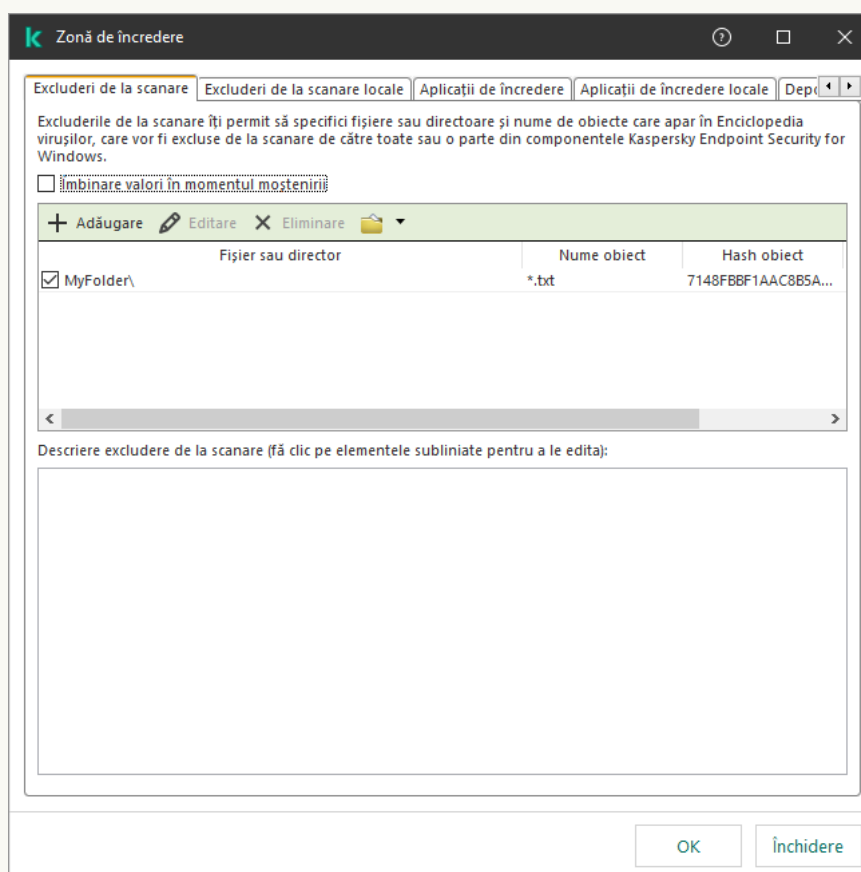 Zonă de încredere
Excluderi de la scanare Excluderi de la scanare locale Aplicații de încredere Aplicații de încredere locale Depo
Excluderile de la scanare îți permit să specifici fișiere sau directoare și nume de obiecte care apar în Enciclopedia
virușilor, care vor fi excluse de la scanare de către toate sau o parte din componentele Kaspersky Endpoint Security for
Windows.
Îmbinare valori în momentul moștenirii
Adăugare Editare Eliminare
Fișier sau director Nume obiect Hash obiect
MyFolder\ *.txt 7148FBBF1AAC8B5A...
Descriere excludere de la scanare (fă clic pe elementele subliniate pentru a le edita):
OK Închidere